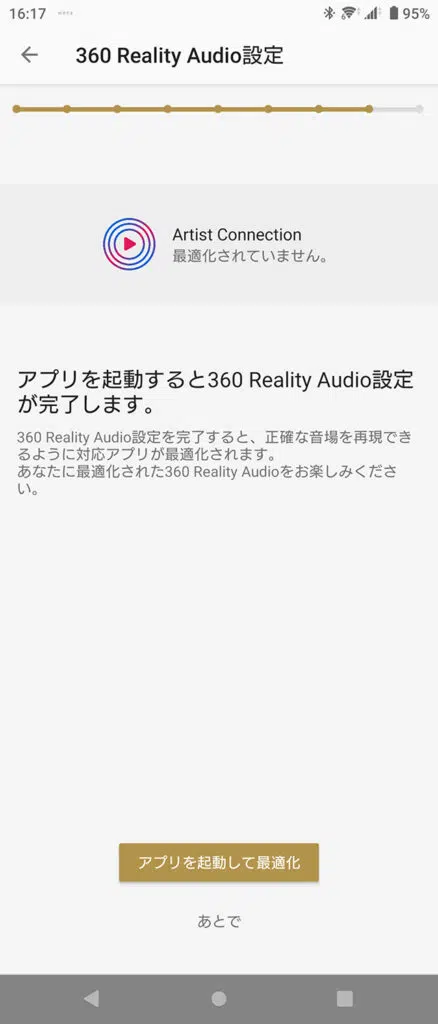 16:17
95%
360 Reality Audio設定
Artist Connection
最適化されていません。
アプリを起動すると360 Reality Audio設定
が完了します。
360 Reality Audio設定を完了すると、正確な音場を再現でき
るように対応アプリが最適化されます。
あなたに最適化された360 Reality Audioをお楽しみくださ
い。
アプリを起動して最適化
あとで